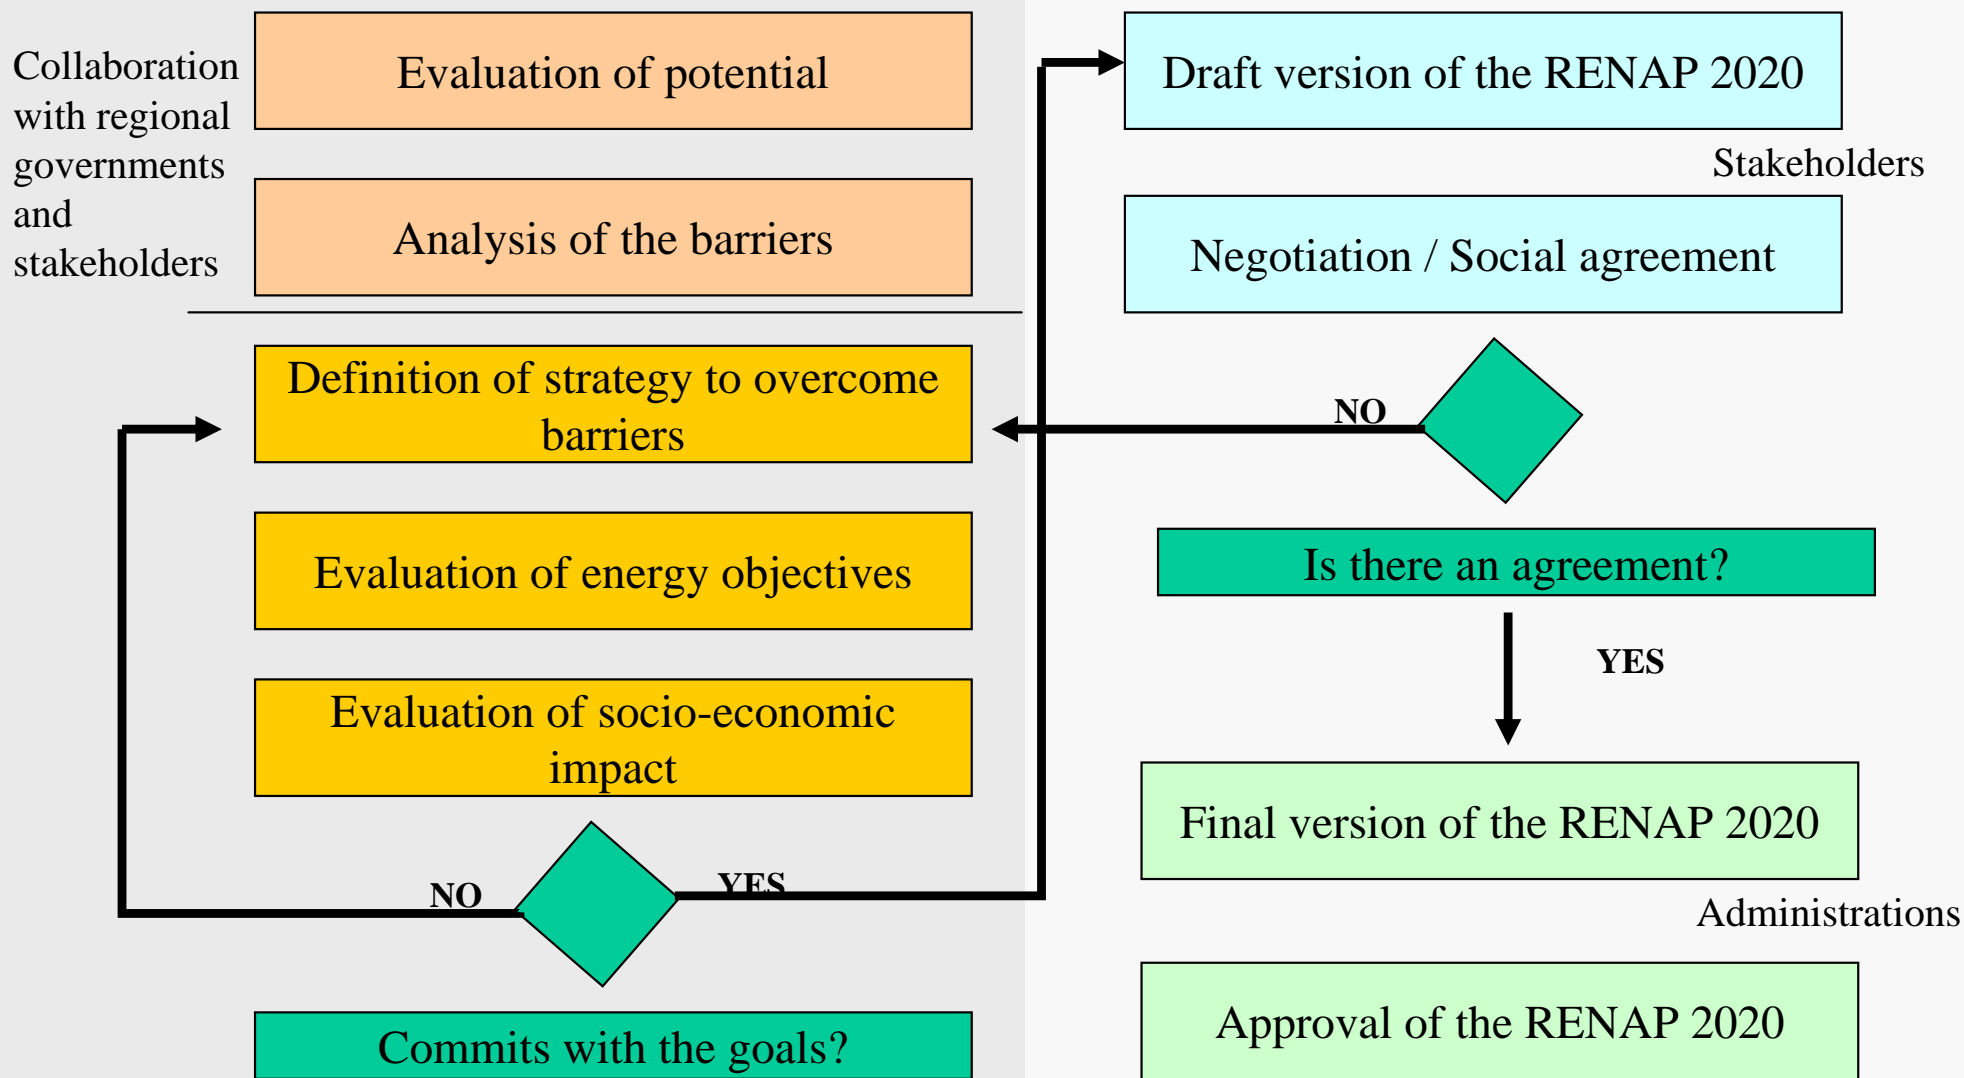 Collaboration
with regional
governments
and
stakeholders
Evaluation of potential
Analysis of the barriers
Definition of strategy to overcome
barriers
Evaluation of energy objectives
Evaluation of socio-economic
impact
NO
YES
Commits with the goals?
Draft version of the RENAP 2020
Stakeholders
Negotiation / Social agreement
NO
Is there an agreement?
YES
Final version of the RENAP 2020
Administrations
Approval of the RENAP 2020